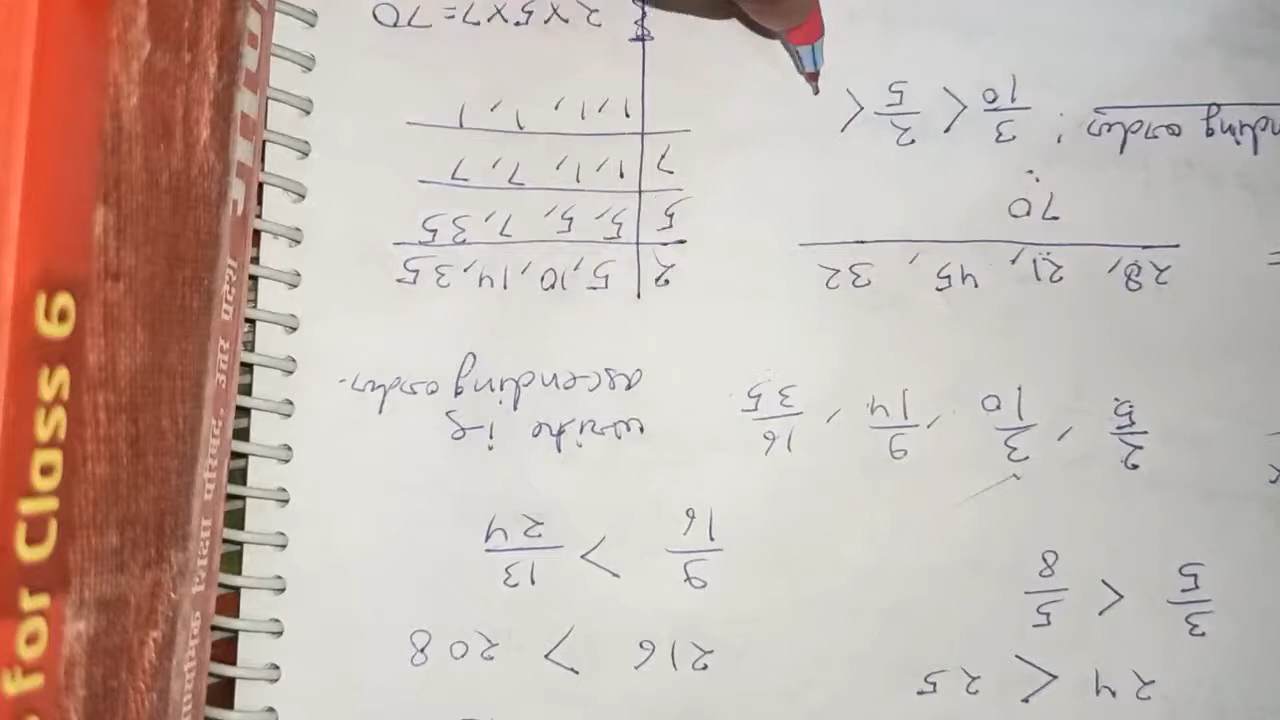 24 < 25
216 > 208
3/5 < 5/8
9/16 > 13/24
2/5, 3/10, 9/14, 16/35
write is
ascending order.
28, 21, 45, 32
70
2 | 5, 10, 14, 35
5 | 5, 5, 7, 35
7 | 1, 1, 7, 7
1, 1, 1, 1
nding order : 3/10 < 2/5 <
2 × 5 × 7 = 70
for Class 6